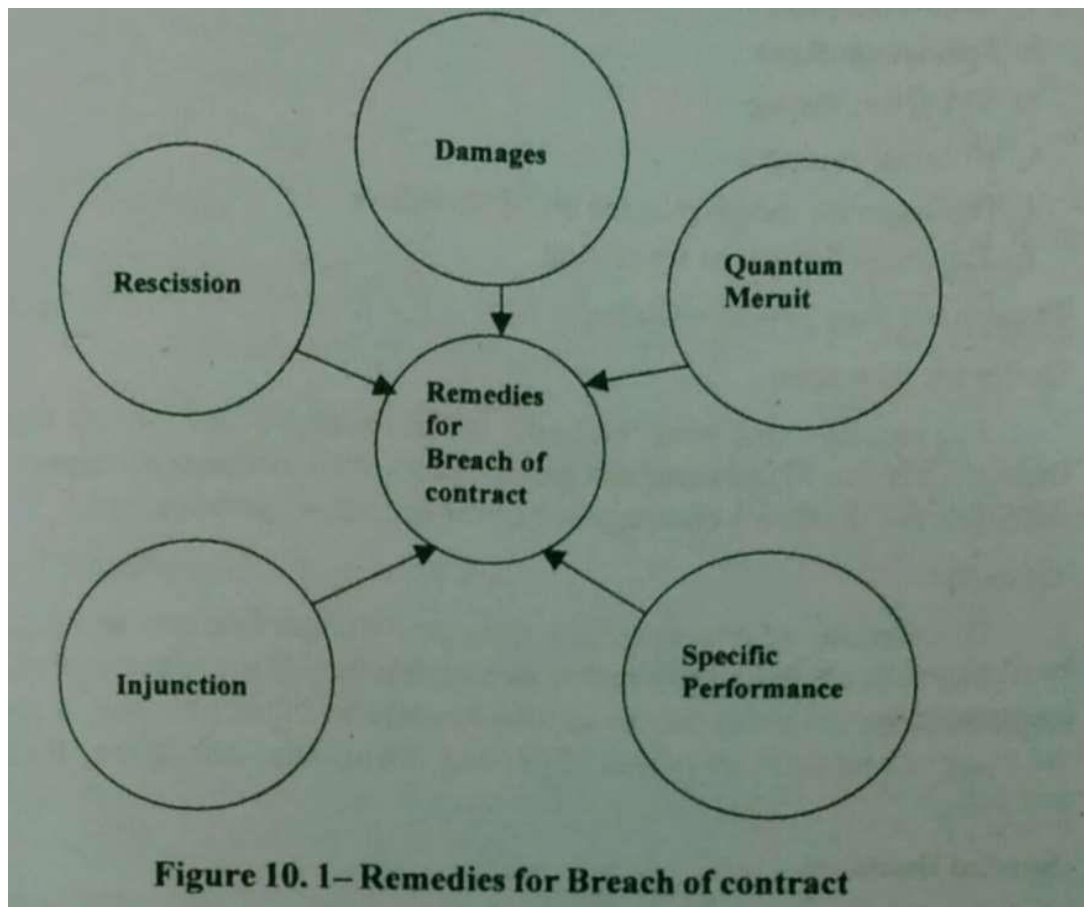 Damages
Rescission
Quantum
Meruit
Remedies
for
Breach of
contract
Injunction
Specific
Performance
Figure 10. 1– Remedies for Breach of contract